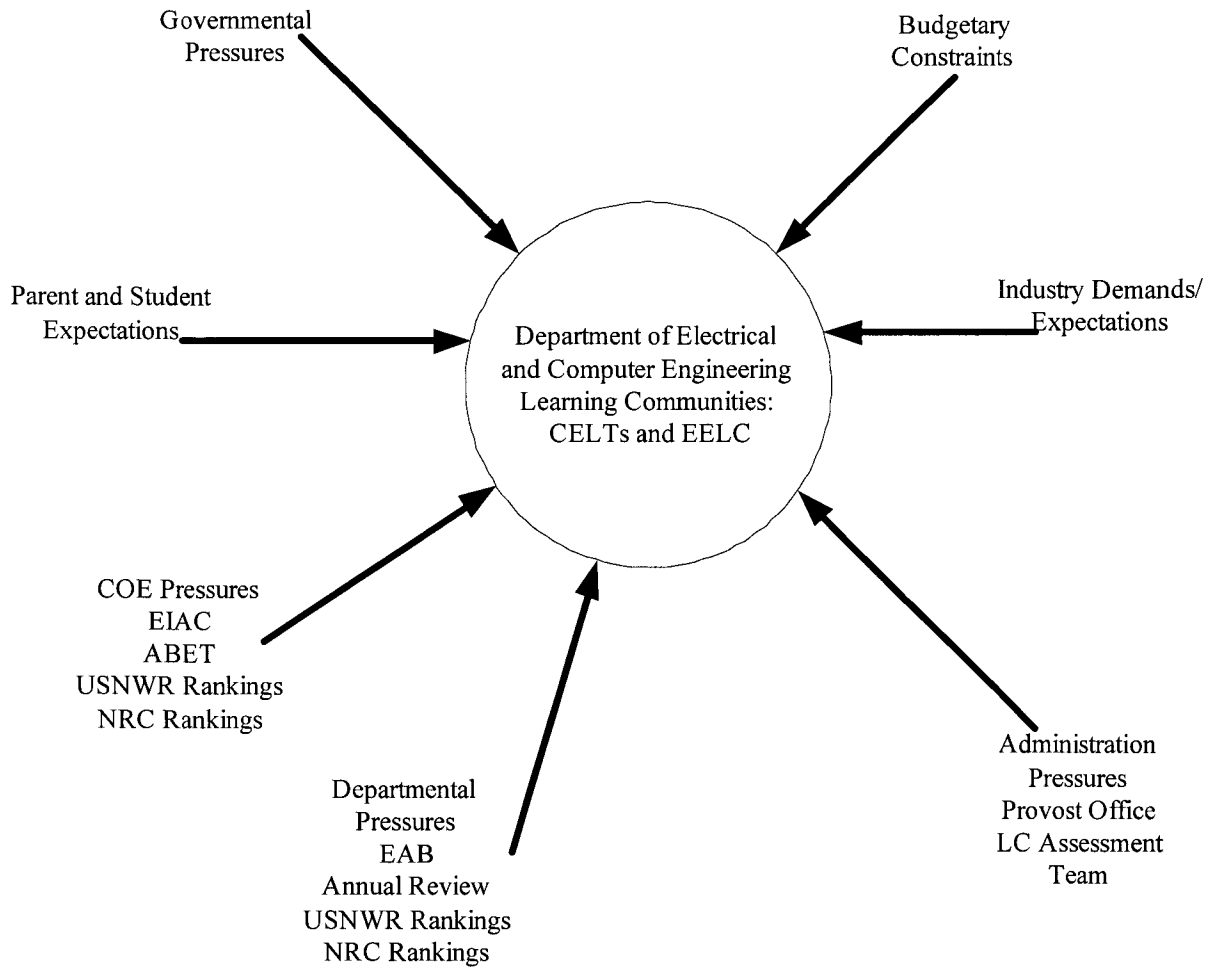 Governmental
Pressures
Budgetary
Constraints
Parent and Student
Expectations
Industry Demands/
Expectations
Department of Electrical
and Computer Engineering
Learning Communities:
CELTs and EELC
COE Pressures
EIAC
ABET
USNWR Rankings
NRC Rankings
Departmental
Pressures
EAB
Annual Review
USNWR Rankings
NRC Rankings
Administration
Pressures
Provost Office
LC Assessment
Team